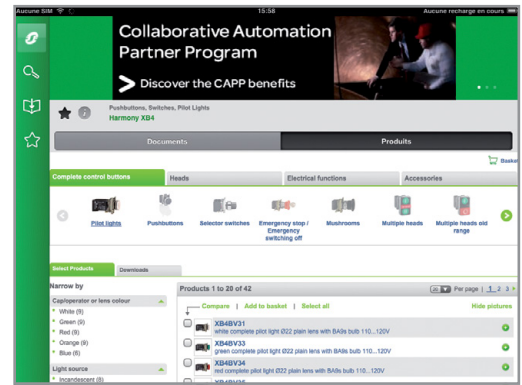 Aucune SIM
15:58
Aucune recharge en cours
Collaborative Automation
Partner Program
Discover the CAPP benefits
Pushbuttons, Switches, Pilot Lights
Harmony XB4
Documents
Produits
Basket
Complete control buttons
Heads
Electrical functions
Accessories
Pilot lights
Pushbuttons
Selector switches
Emergency stop /
Emergency
switching off
Mushrooms
Multiple heads
Multiple heads old
range
Select Products
Downloads
Narrow by
Products 1 to 20 of 42
20
Per page | 1 2 3
Cap/operator or lens colour
White (9)
Green (9)
Red (9)
Orange (9)
Blue (6)
Light source
Incandescent (8)
Compare | Add to basket | Select all
Hide pictures
XB4BV31
white complete pilot light Ø22 plain lens with BA9s bulb 110...120V
XB4BV33
green complete pilot light Ø22 plain lens with BA9s bulb 110...120V
XB4BV34
red complete pilot light Ø22 plain lens with BA9s bulb 110...120V